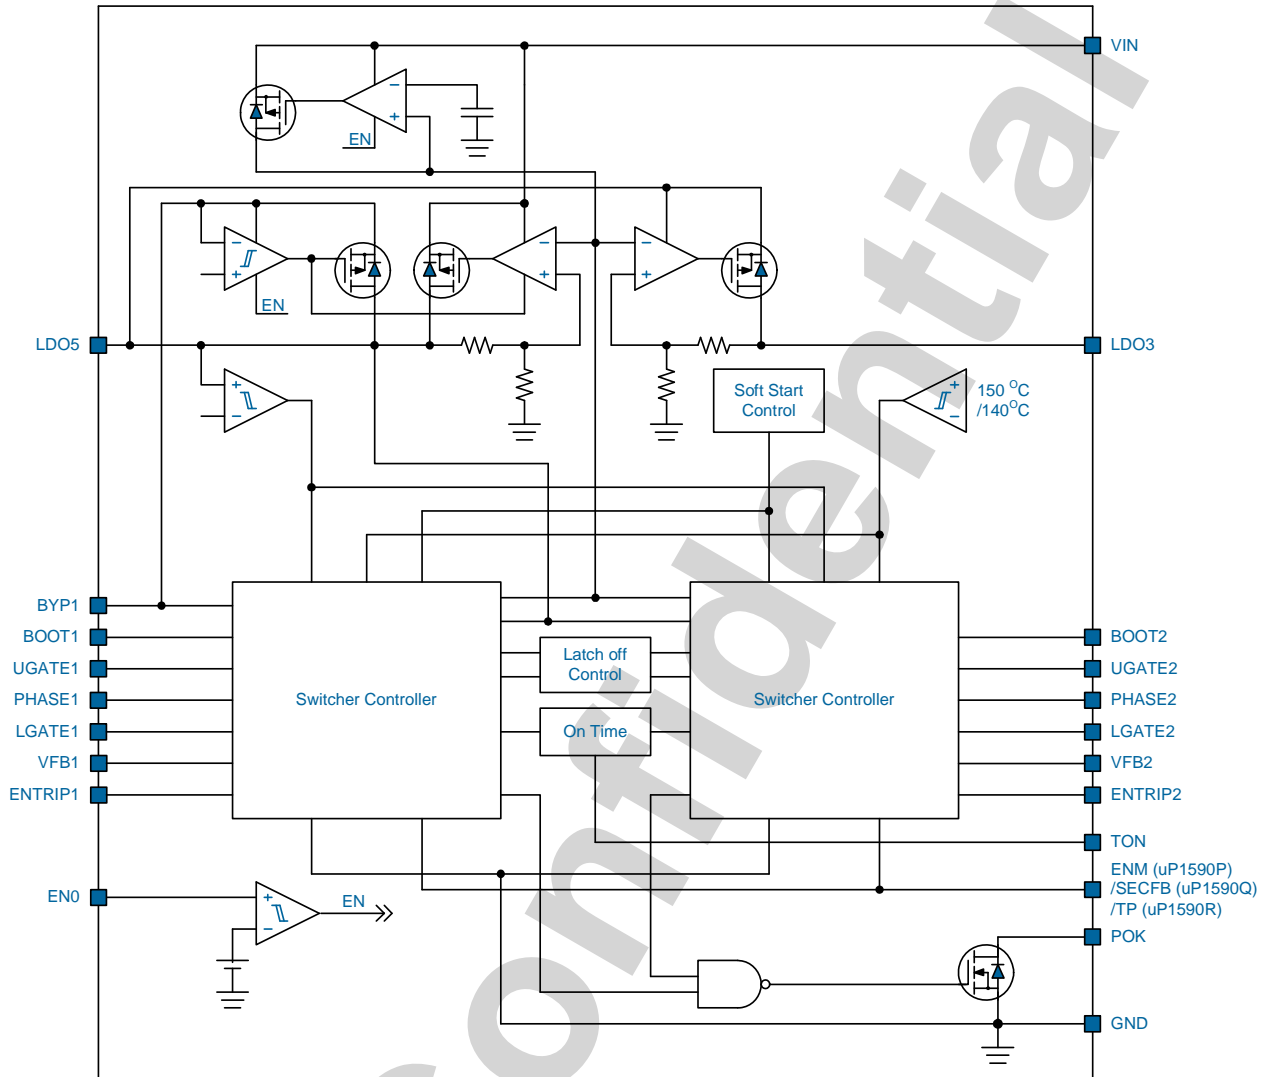 VIN
−
+
EN
−
+
EN
−
+
−
+
LDO5
LDO3
+
−
Soft Start
Control
+
−
150 °C
/140°C
BYP1
BOOT1
UGATE1
PHASE1
LGATE1
VFB1
ENTRIP1
Switcher Controller
Latch off
Control
On Time
Switcher Controller
BOOT2
UGATE2
PHASE2
LGATE2
VFB2
ENTRIP2
TON
ENM (uP1590P)
/SECFB (uP1590Q)
/TP (uP1590R)
EN0
+
−
EN
POK
GND
Confidential